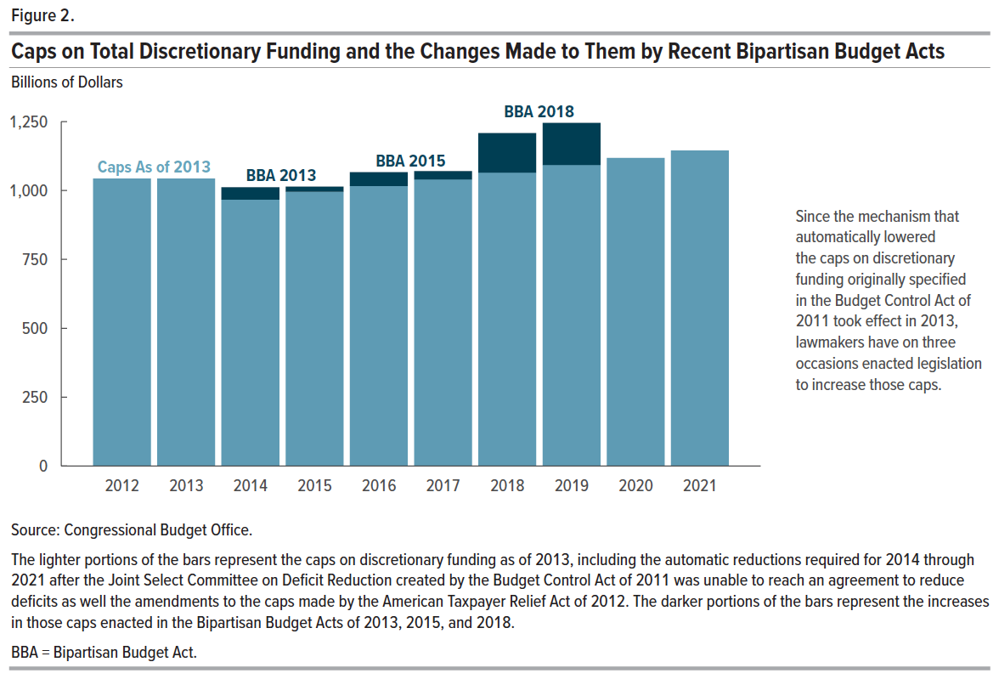 Figure 2.
Caps on Total Discretionary Funding and the Changes Made to Them by Recent Bipartisan Budget Acts
Billions of Dollars
1,250
1,000
750
500
250
0
Caps As of 2013
BBA 2013
BBA 2015
BBA 2018
2012 2013 2014 2015 2016 2017 2018 2019 2020 2021
Since the mechanism that
automatically lowered
the caps on discretionary
funding originally specified
in the Budget Control Act of
2011 took effect in 2013,
lawmakers have on three
occasions enacted legislation
to increase those caps.
Source: Congressional Budget Office.
The lighter portions of the bars represent the caps on discretionary funding as of 2013, including the automatic reductions required for 2014 through
2021 after the Joint Select Committee on Deficit Reduction created by the Budget Control Act of 2011 was unable to reach an agreement to reduce
deficits as well the amendments to the caps made by the American Taxpayer Relief Act of 2012. The darker portions of the bars represent the increases
in those caps enacted in the Bipartisan Budget Acts of 2013, 2015, and 2018.
BBA = Bipartisan Budget Act.